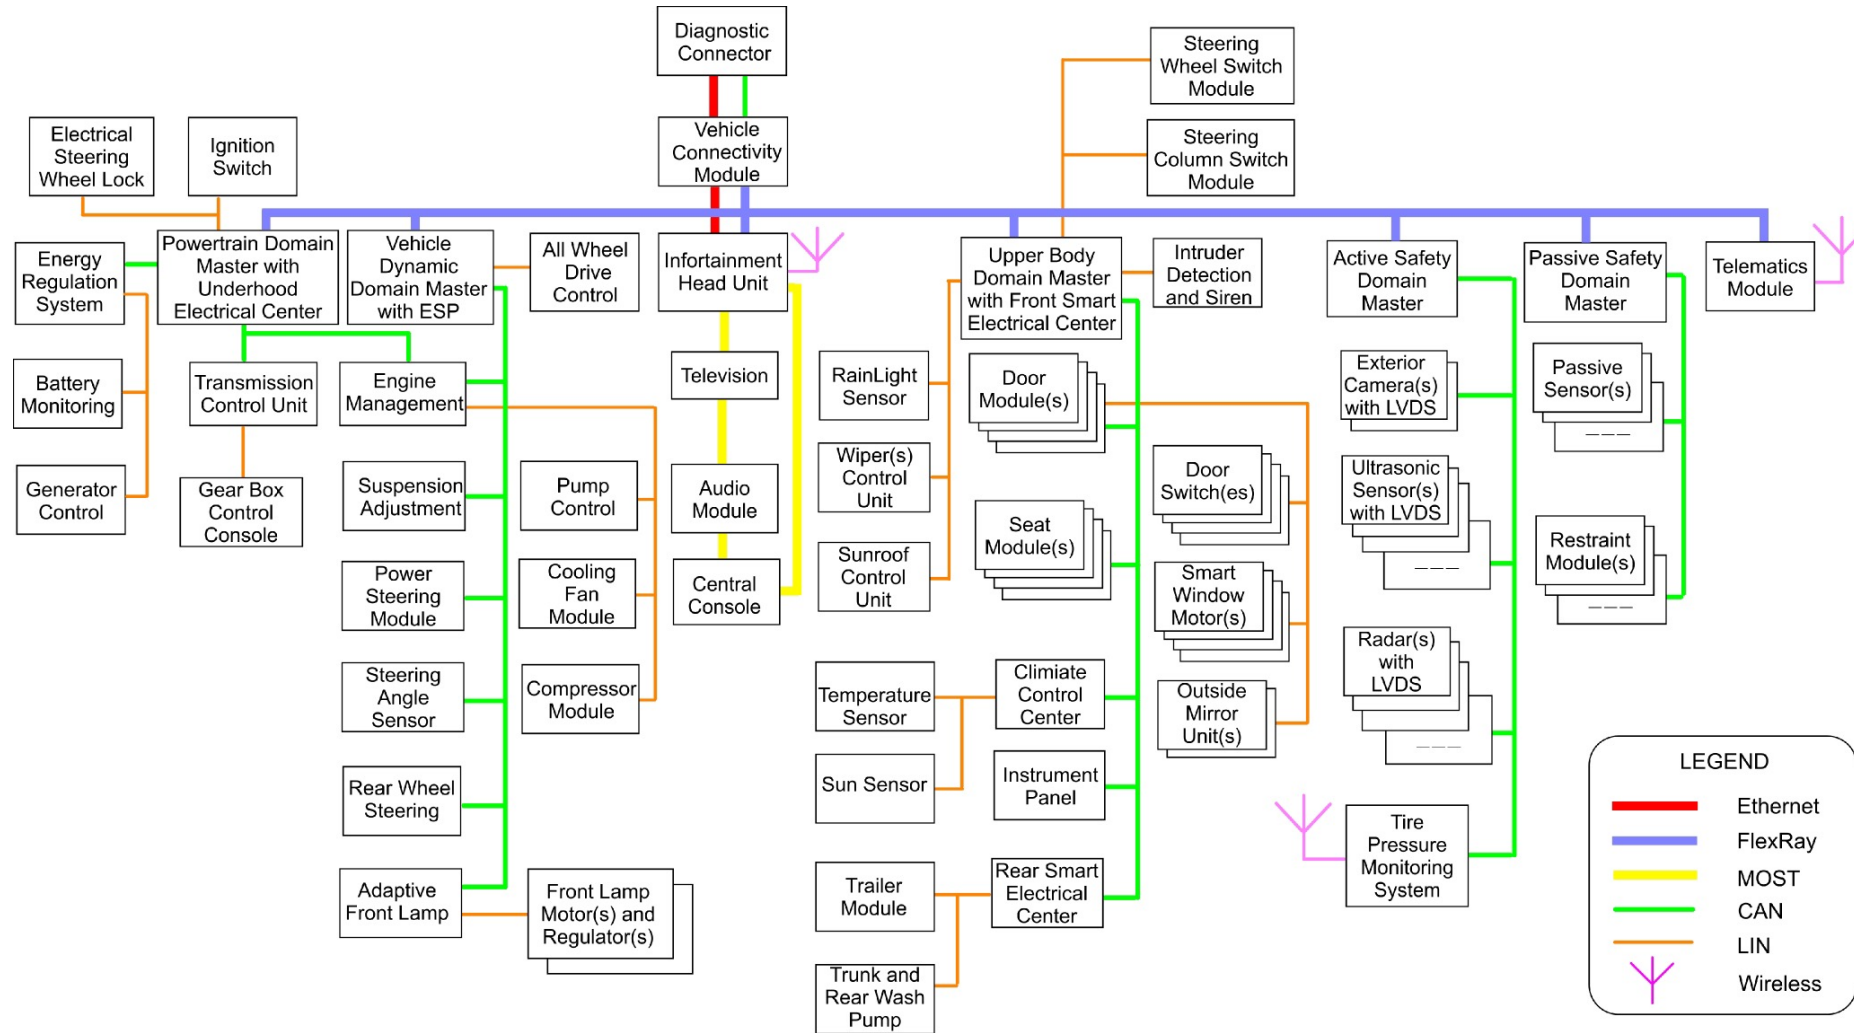 Diagnostic
Connector
Steering
Wheel Switch
Module
Electrical
Steering
Wheel Lock
Ignition
Switch
Vehicle
Connectivity
Module
Steering
Column Switch
Module
Energy
Regulation
System
Powertrain Domain
Master with
Underhood
Electrical Center
Vehicle
Dynamic
Domain Master
with ESP
All Wheel
Drive
Control
Infortainment
Head Unit
Upper Body
Domain Master
with Front Smart
Electrical Center
Intruder
Detection
and Siren
Active Safety
Domain
Master
Passive Safety
Domain
Master
Telematics
Module
Battery
Monitoring
Transmission
Control Unit
Engine
Management
Television
RainLight
Sensor
Door
Module(s)
Exterior
Camera(s)
with LVDS
Passive
Sensor(s)
Generator
Control
Gear Box
Control
Console
Suspension
Adjustment
Pump
Control
Audio
Module
Wiper(s)
Control
Unit
Door
Switch(es)
Ultrasonic
Sensor(s)
with LVDS
Seat
Module(s)
Restraint
Module(s)
Power
Steering
Module
Cooling
Fan
Module
Central
Console
Sunroof
Control
Unit
Smart
Window
Motor(s)
Radar(s)
with
LVDS
Steering
Angle
Sensor
Compressor
Module
Temperature
Sensor
Climiate
Control
Center
Outside
Mirror
Unit(s)
Rear Wheel
Steering
Sun Sensor
Instrument
Panel
Tire
Pressure
Monitoring
System
Adaptive
Front Lamp
Front Lamp
Motor(s) and
Regulator(s)
Trailer
Module
Rear Smart
Electrical
Center
Trunk and
Rear Wash
Pump
LEGEND
Ethernet
FlexRay
MOST
CAN
LIN
Wireless